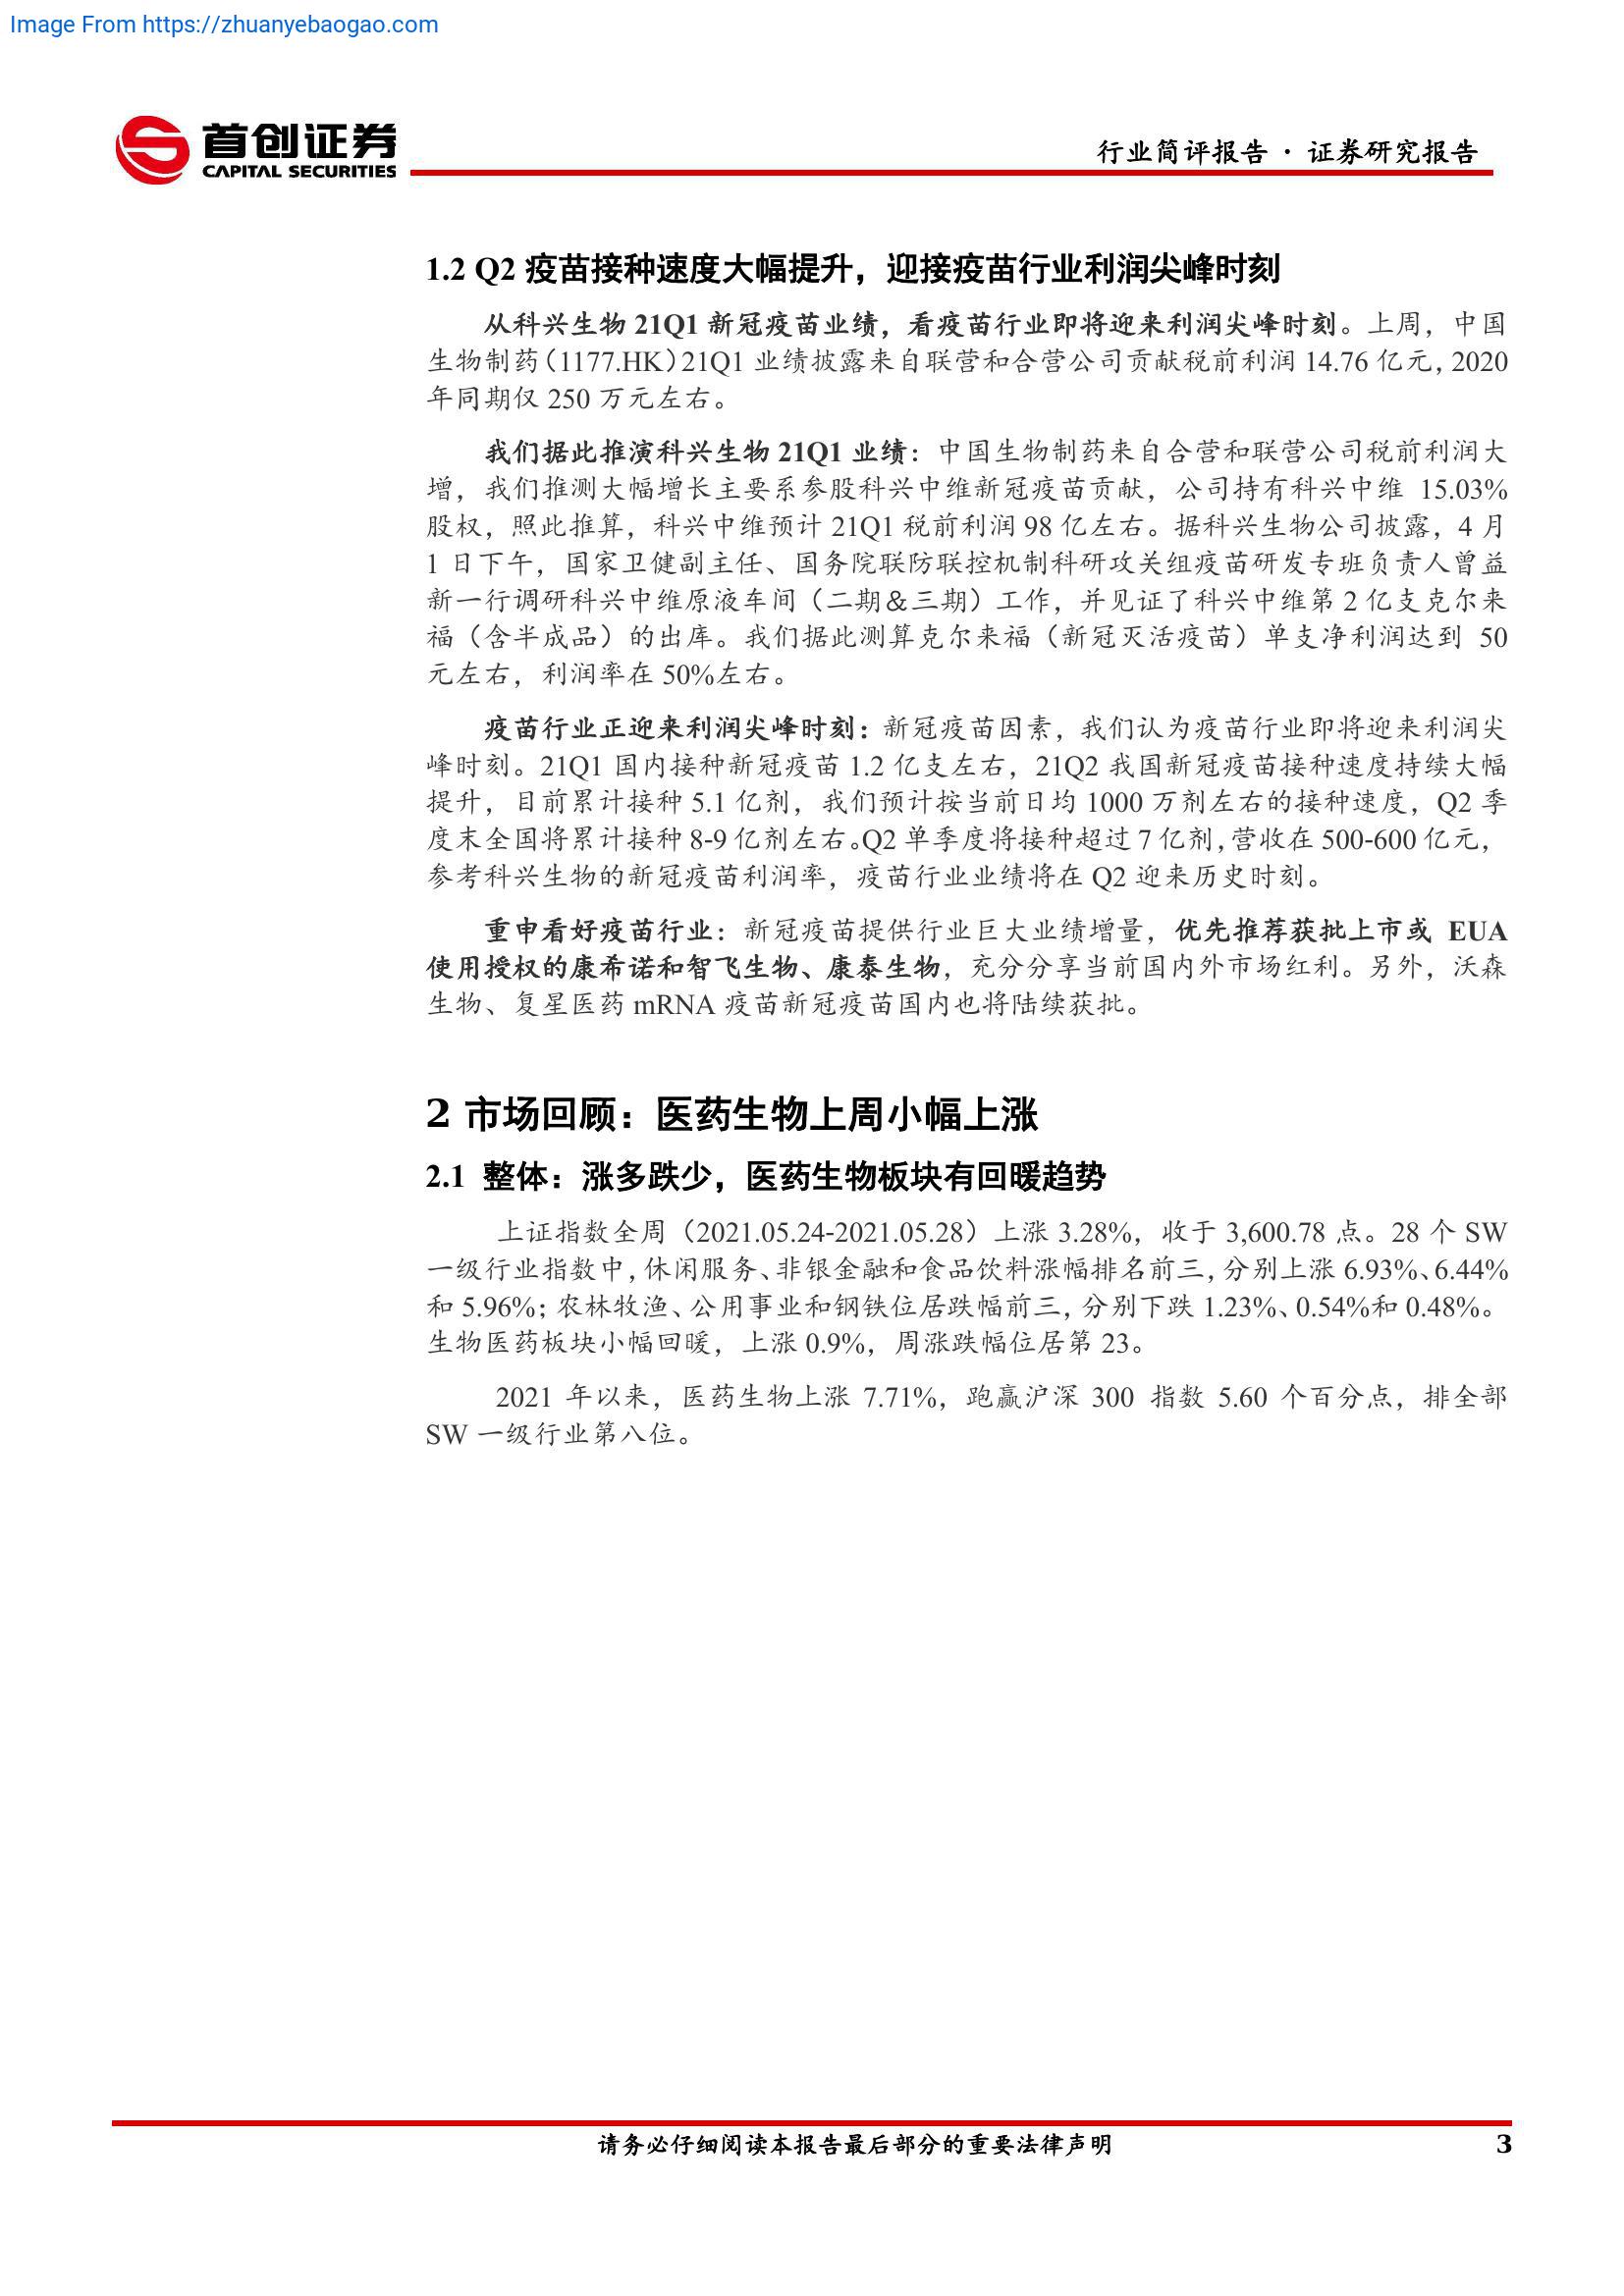 Image From https://zhuanyebaogao.com
首创证券
CAPITAL SECURITIES
行业简评报告 · 证券研究报告
1.2 Q2 疫苗接种速度大幅提升，迎接疫苗行业利润尖峰时刻
从科兴生物 21Q1 新冠疫苗业绩，看疫苗行业即将迎来利润尖峰时刻。上周，中国
生物制药（1177.HK）21Q1 业绩披露来自联营和合营公司贡献税前利润 14.76 亿元，2020
年同期仅 250 万元左右。
我们据此推演科兴生物 21Q1 业绩：中国生物制药来自合营和联营公司税前利润大
增，我们推测大幅增长主要系参股科兴中维新冠疫苗贡献，公司持有科兴中维 15.03%
股权，照此推算，科兴中维预计 21Q1 税前利润 98 亿左右。据科兴生物公司披露，4 月
1 日下午，国家卫健副主任、国务院联防联控机制科研攻关组疫苗研发专班负责人曾益
新一行调研科兴中维原液车间（二期＆三期）工作，并见证了科兴中维第 2 亿支克尔来
福（含半成品）的出库。我们据此测算克尔来福（新冠灭活疫苗）单支净利润达到 50
元左右，利润率在 50%左右。
疫苗行业正迎来利润尖峰时刻：新冠疫苗因素，我们认为疫苗行业即将迎来利润尖
峰时刻。21Q1 国内接种新冠疫苗 1.2 亿支左右，21Q2 我国新冠疫苗接种速度持续大幅
提升，目前累计接种 5.1 亿剂，我们预计按当前日均 1000 万剂左右的接种速度，Q2 季
度末全国将累计接种 8-9 亿剂左右。Q2 单季度将接种超过 7 亿剂，营收在 500-600 亿元，
参考科兴生物的新冠疫苗利润率，疫苗行业业绩将在 Q2 迎来历史时刻。
重申看好疫苗行业：新冠疫苗提供行业巨大业绩增量，优先推荐获批上市或 EUA
使用授权的康希诺和智飞生物、康泰生物，充分分享当前国内外市场红利。另外，沃森
生物、复星医药 mRNA 疫苗新冠疫苗国内也将陆续获批。
2 市场回顾：医药生物上周小幅上涨
2.1 整体：涨多跌少，医药生物板块有回暖趋势
上证指数全周（2021.05.24-2021.05.28）上涨 3.28%，收于 3,600.78 点。28 个 SW
一级行业指数中，休闲服务、非银金融和食品饮料涨幅排名前三，分别上涨 6.93%、6.44%
和 5.96%；农林牧渔、公用事业和钢铁位居跌幅前三，分别下跌 1.23%、0.54%和 0.48%。
生物医药板块小幅回暖，上涨 0.9%，周涨跌幅位居第 23。
2021 年以来，医药生物上涨 7.71%，跑赢沪深 300 指数 5.60 个百分点，排全部
SW 一级行业第八位。
请务必仔细阅读本报告最后部分的重要法律声明
3